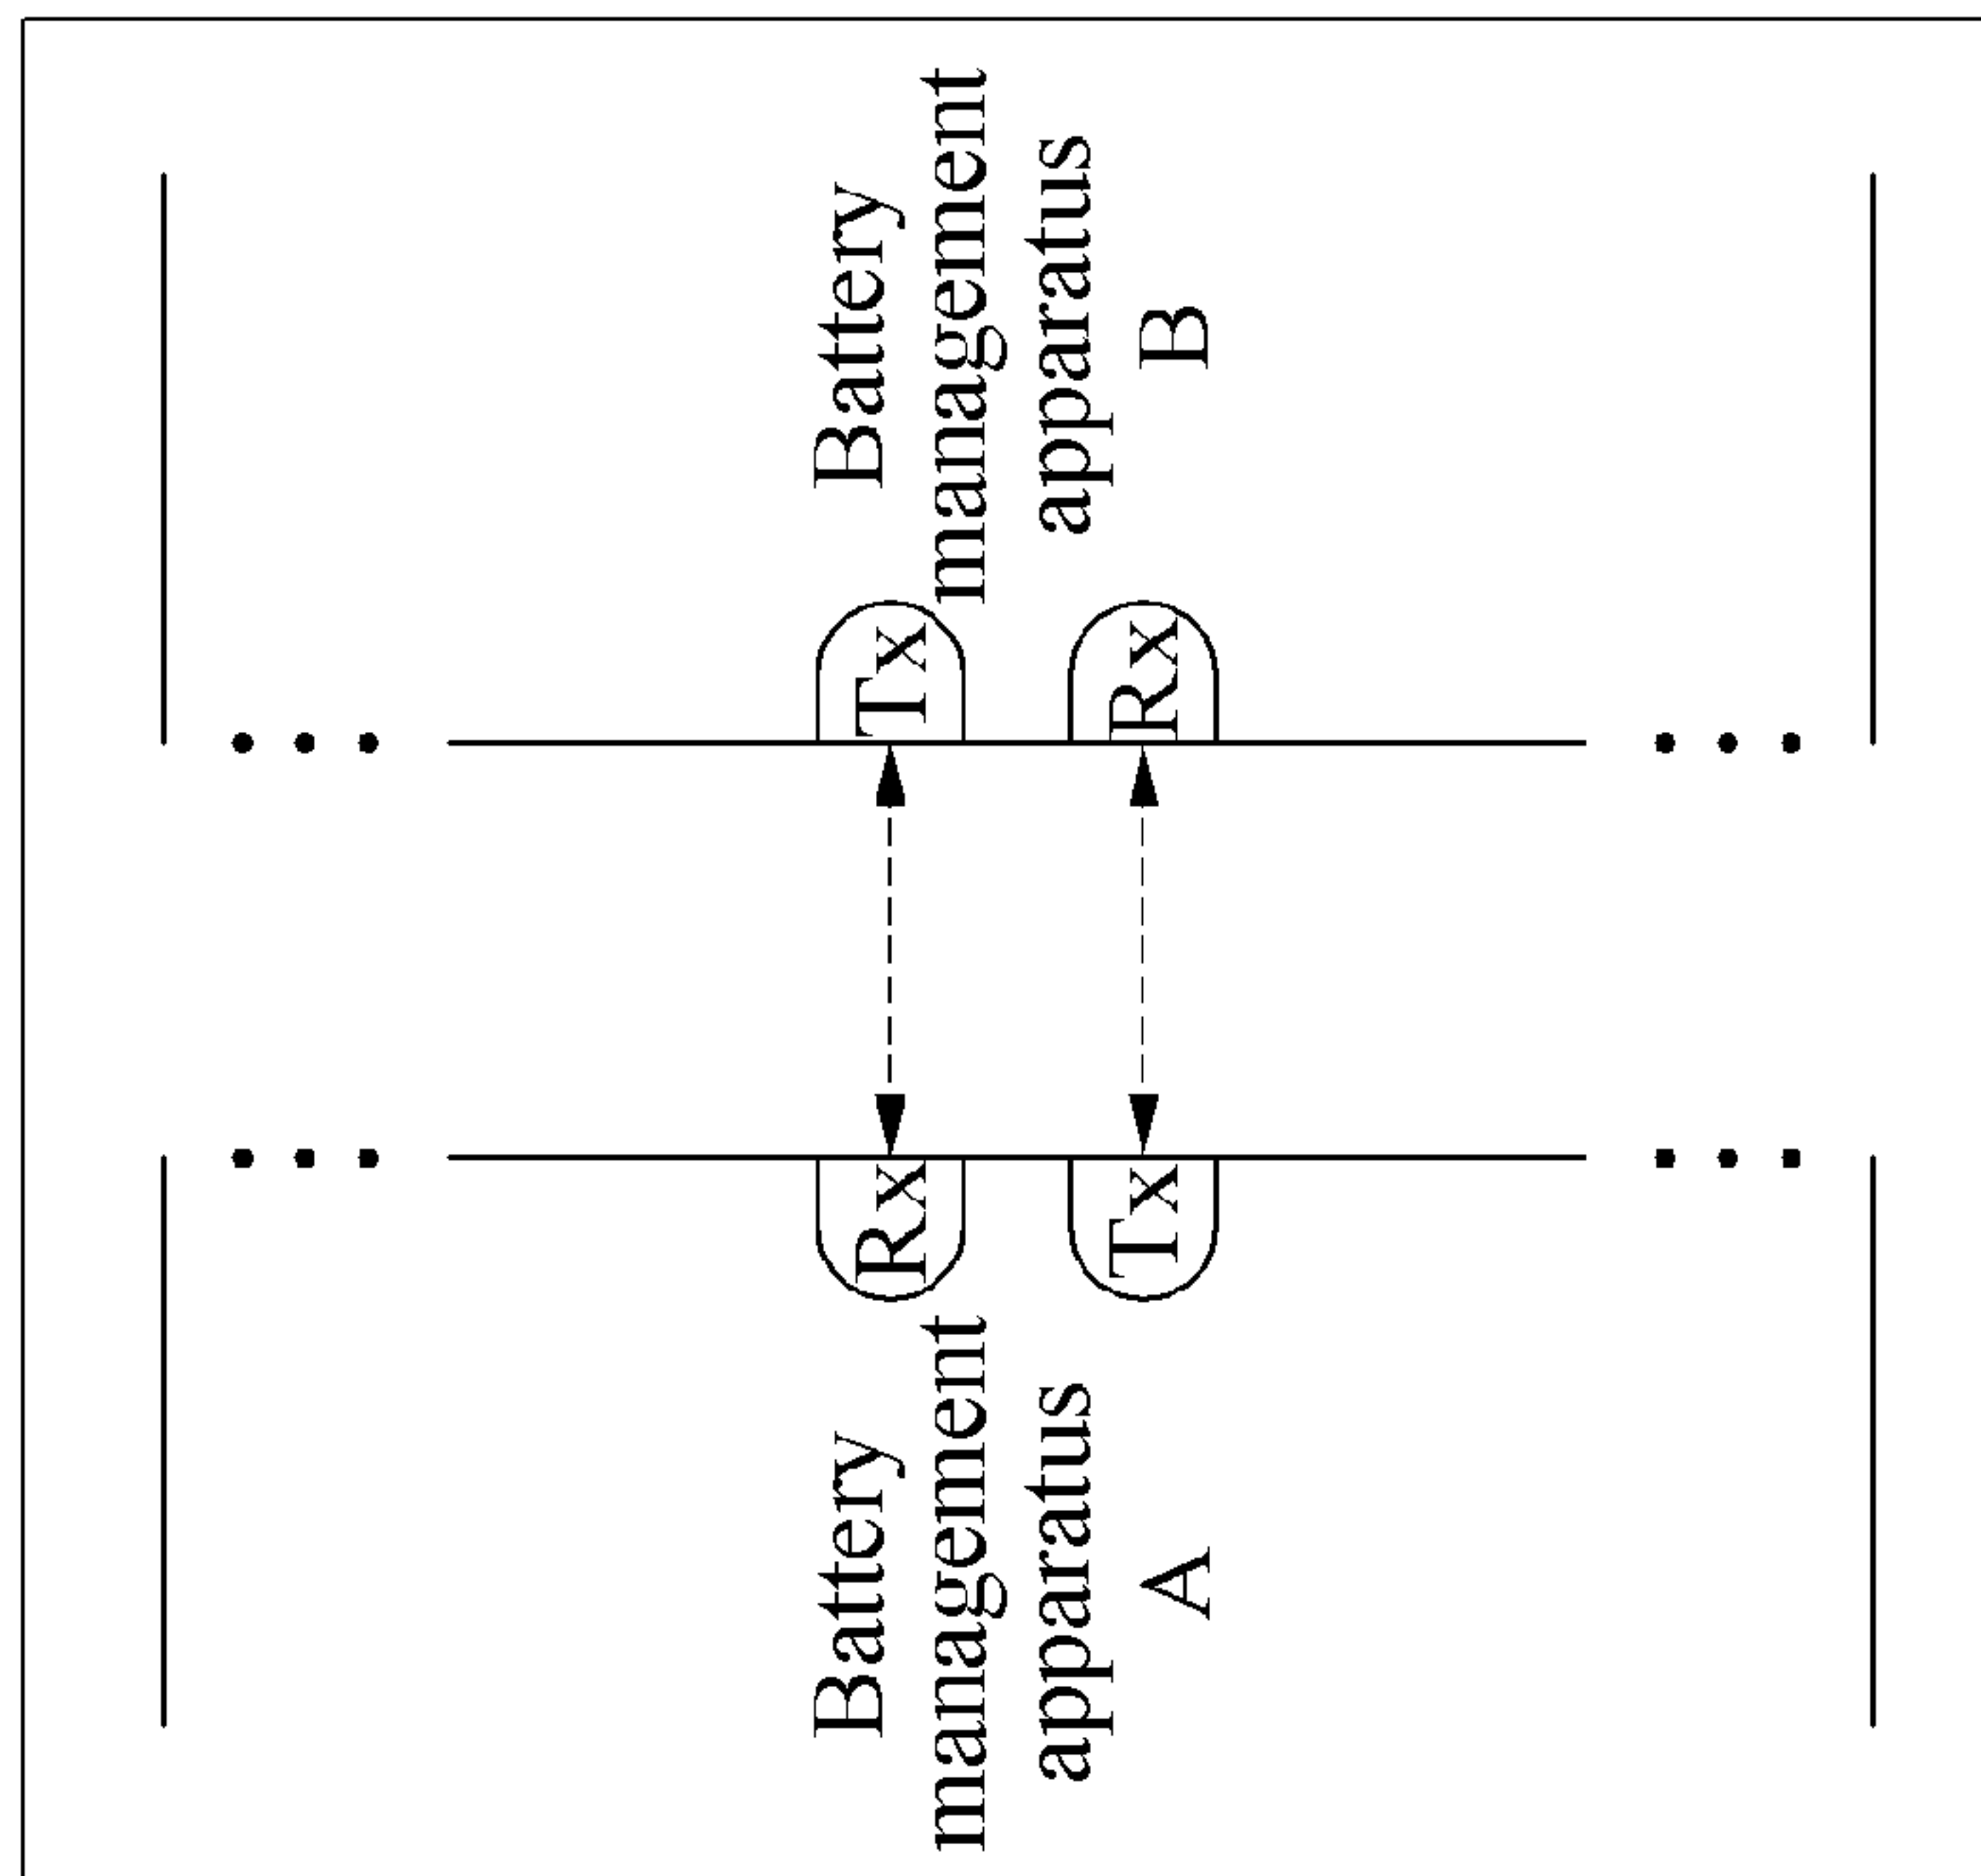 Battery
management
apparatus
A
Rx
Tx
Tx
Rx
Battery
management
apparatus
B